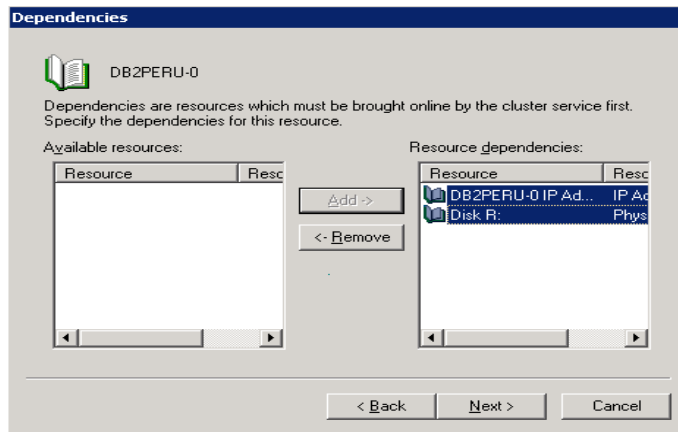 Dependencies
DB2PERU-0
Dependencies are resources which must be brought online by the cluster service first.
Specify the dependencies for this resource.
Available resources:
Resource dependencies:
Resource Resc
Resource Resc
Add ->
DB2PERU-0 IP Ad... IP Ad
Disk R: Phys
<- Remove
< Back Next > Cancel